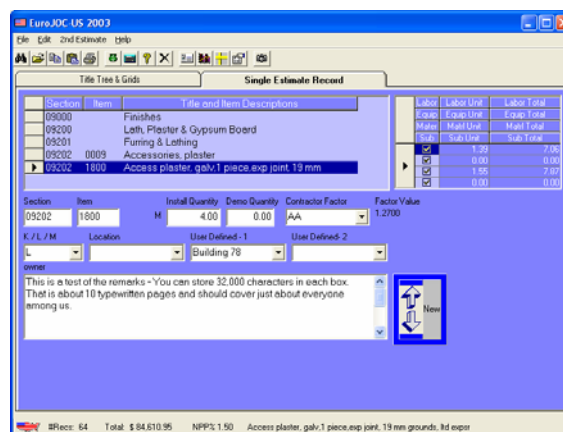 EuroJOC-US 2003
File Edit 2nd Estimate Help
Title Tree & Grids Single Estimate Record
Section Item Title and Item Descriptions
09000 Finishes
09200 Lath, Plaster & Gypsum Board
09201 Furring & Lathing
09202 0009 Accessories, plaster
09202 1800 Access plaster, galv,1 piece,exp joint, 19 mm
Labor Labor Unit Labor Total
Equip Equip Unit Equip Total
Mater Matl Unit Matl Total
Sub Sub Unit Sub Total
1.39 7.06
0.00 0.00
1.55 7.87
0.00 0.00
Section Item Install Quantity Demo Quantity Contractor Factor Factor Value
09202 1800 M 4.00 0.00 AA 1.2700
K / L / M Location User Defined - 1 User Defined- 2
L Building 78
owner
This is a test of the remarks - You can store 32,000 characters in each box.
That is about 10 typewritten pages and should cover just about everyone
among us.
New
#Recs: 64 Total: $ 84,610.95 NPP% 1.50 Access plaster, galv,1 piece,exp joint, 19 mm grounds, ltd expsr